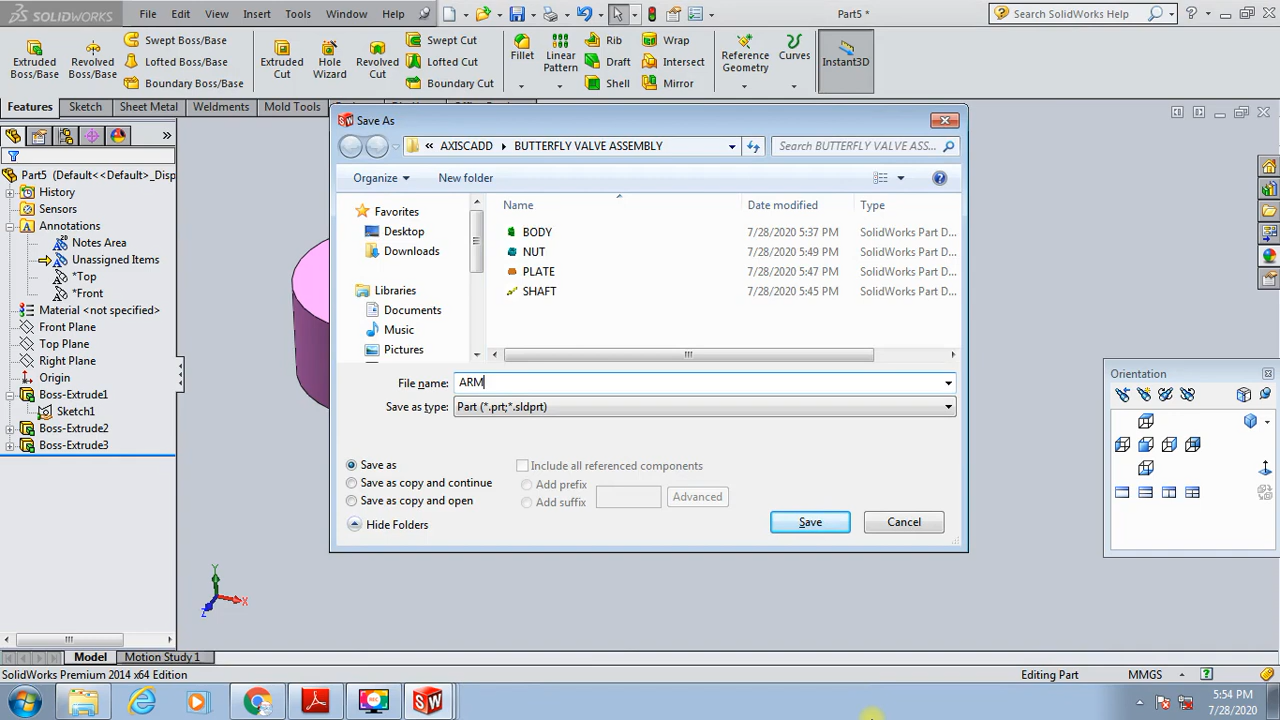 SOLIDWORKS File Edit View Insert Tools Window Help Part5 * Search SolidWorks Help
Extruded Boss/Base
Revolved Boss/Base
Swept Boss/Base
Lofted Boss/Base
Boundary Boss/Base
Extruded Cut
Hole Wizard
Revolved Cut
Swept Cut
Lofted Cut
Boundary Cut
Fillet
Linear Pattern
Rib
Draft
Shell
Wrap
Intersect
Mirror
Reference Geometry
Curves
Instant3D
Features Sketch Sheet Metal Weldments Mold Tools
Part5 (Default<<Default>_Disp
History
Sensors
Annotations
Notes Area
Unassigned Items
*Top
*Front
Material <not specified>
Front Plane
Top Plane
Right Plane
Origin
Boss-Extrude1
Sketch1
Boss-Extrude2
Boss-Extrude3
Save As
« AXISCADD BUTTERFLY VALVE ASSEMBLY Search BUTTERFLY VALVE ASS...
Organize New folder
Favorites
Desktop
Downloads
Libraries
Documents
Music
Pictures
Name Date modified Type
BODY 7/28/2020 5:37 PM SolidWorks Part D...
NUT 7/28/2020 5:49 PM SolidWorks Part D...
PLATE 7/28/2020 5:47 PM SolidWorks Part D...
SHAFT 7/28/2020 5:45 PM SolidWorks Part D...
File name: ARM
Save as type: Part (*.prt;*.sldprt)
Save as
Save as copy and continue
Save as copy and open
Include all referenced components
Add prefix
Add suffix
Advanced
Hide Folders
Save Cancel
Orientation
Y
X
Z
Model Motion Study 1
SolidWorks Premium 2014 x64 Edition Editing Part MMGS
5:54 PM
7/28/2020